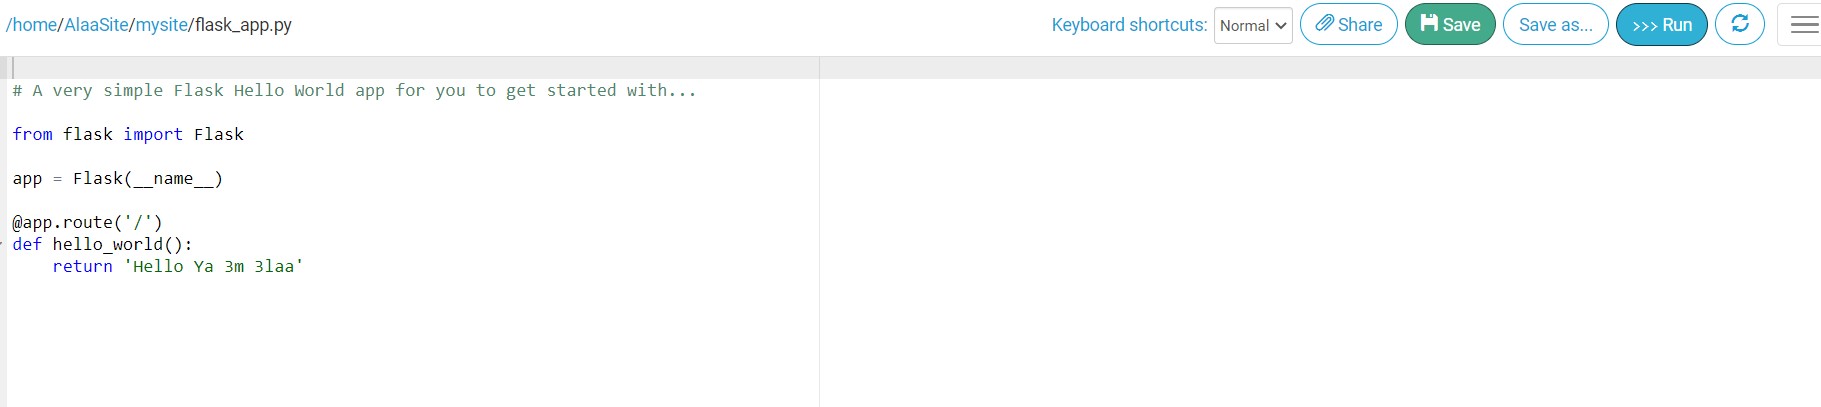 /home/AlaaSite/mysite/flask_app.py Keyboard shortcuts: Normal Share Save Save as... >>> Run
# A very simple Flask Hello World app for you to get started with...
from flask import Flask
app = Flask(__name__)
@app.route('/')
def hello_world():
    return 'Hello Ya 3m 3laa'